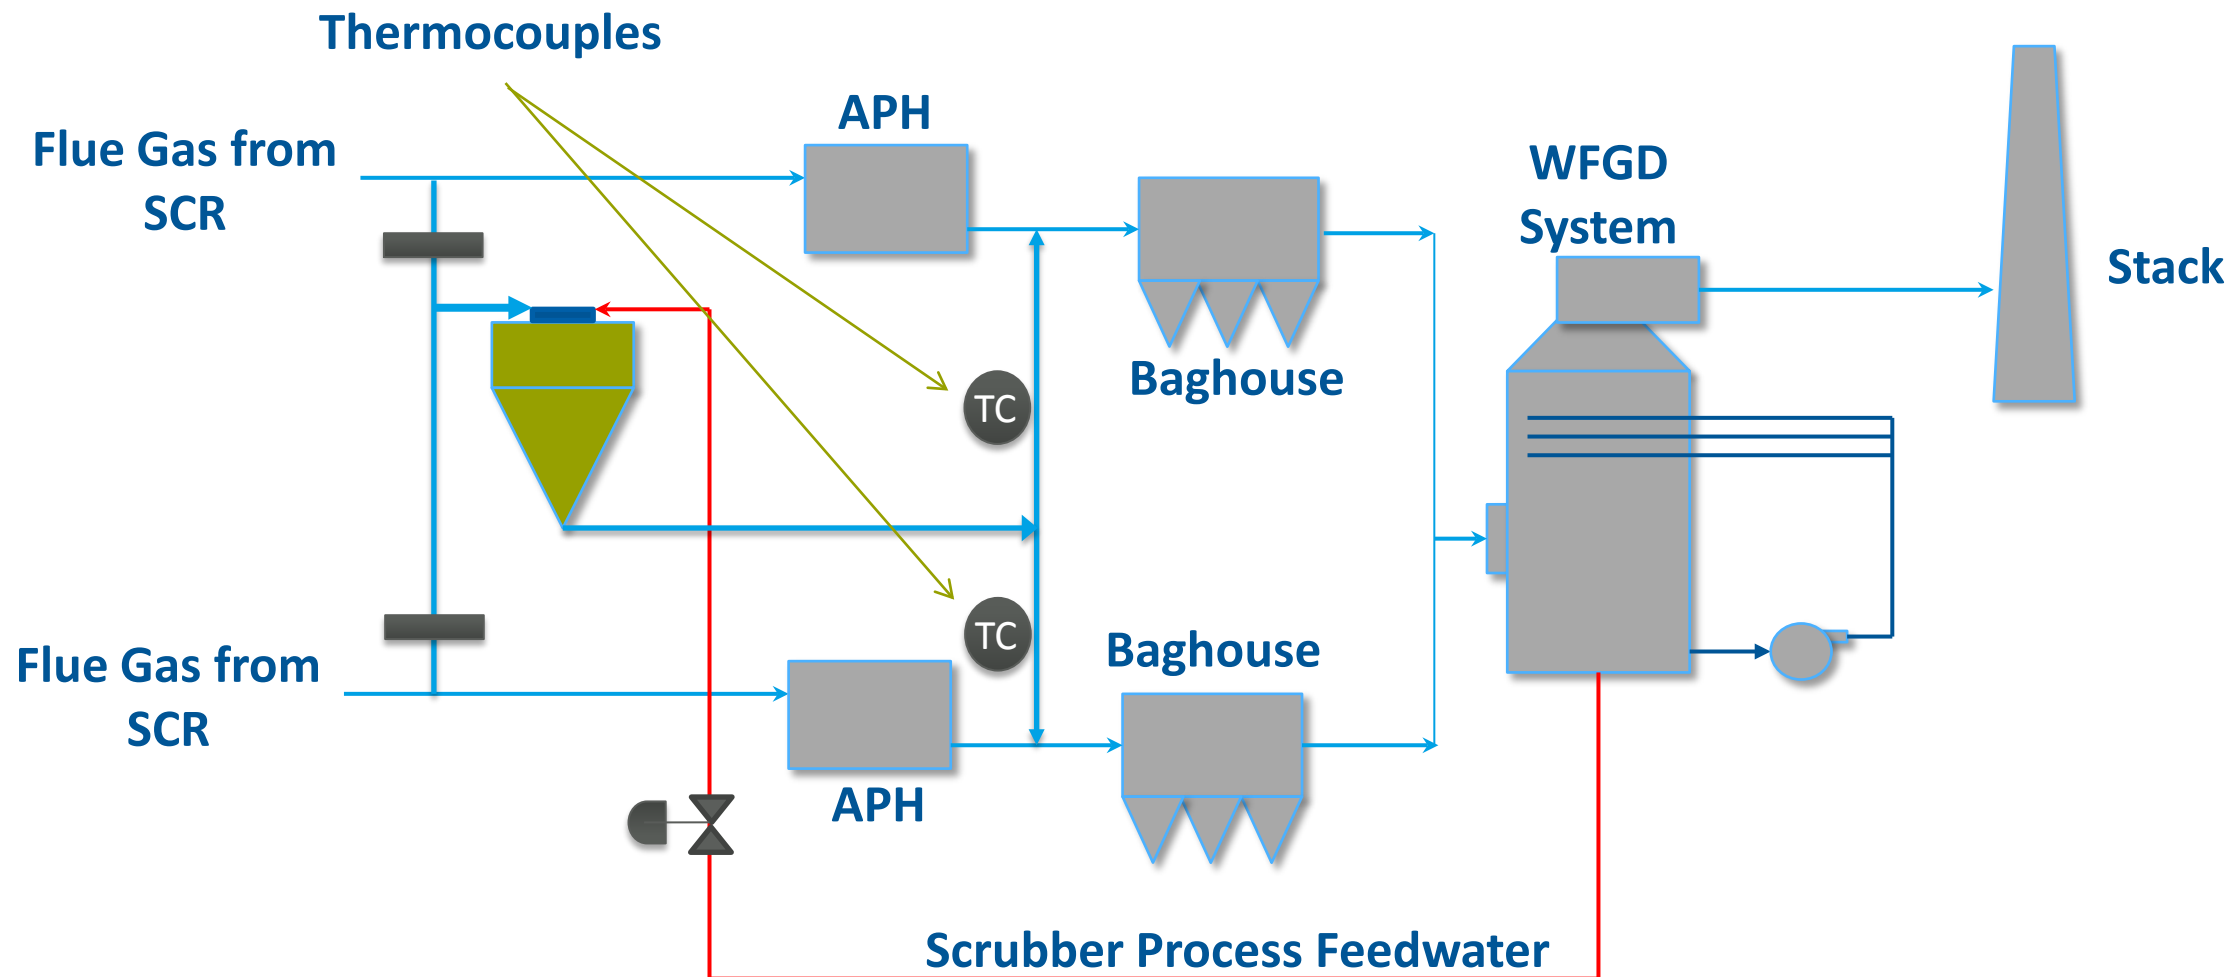 Thermocouples
APH
Flue Gas from
SCR
WFGD
System
Stack
Baghouse
TC
TC
Baghouse
Flue Gas from
SCR
APH
Scrubber Process Feedwater